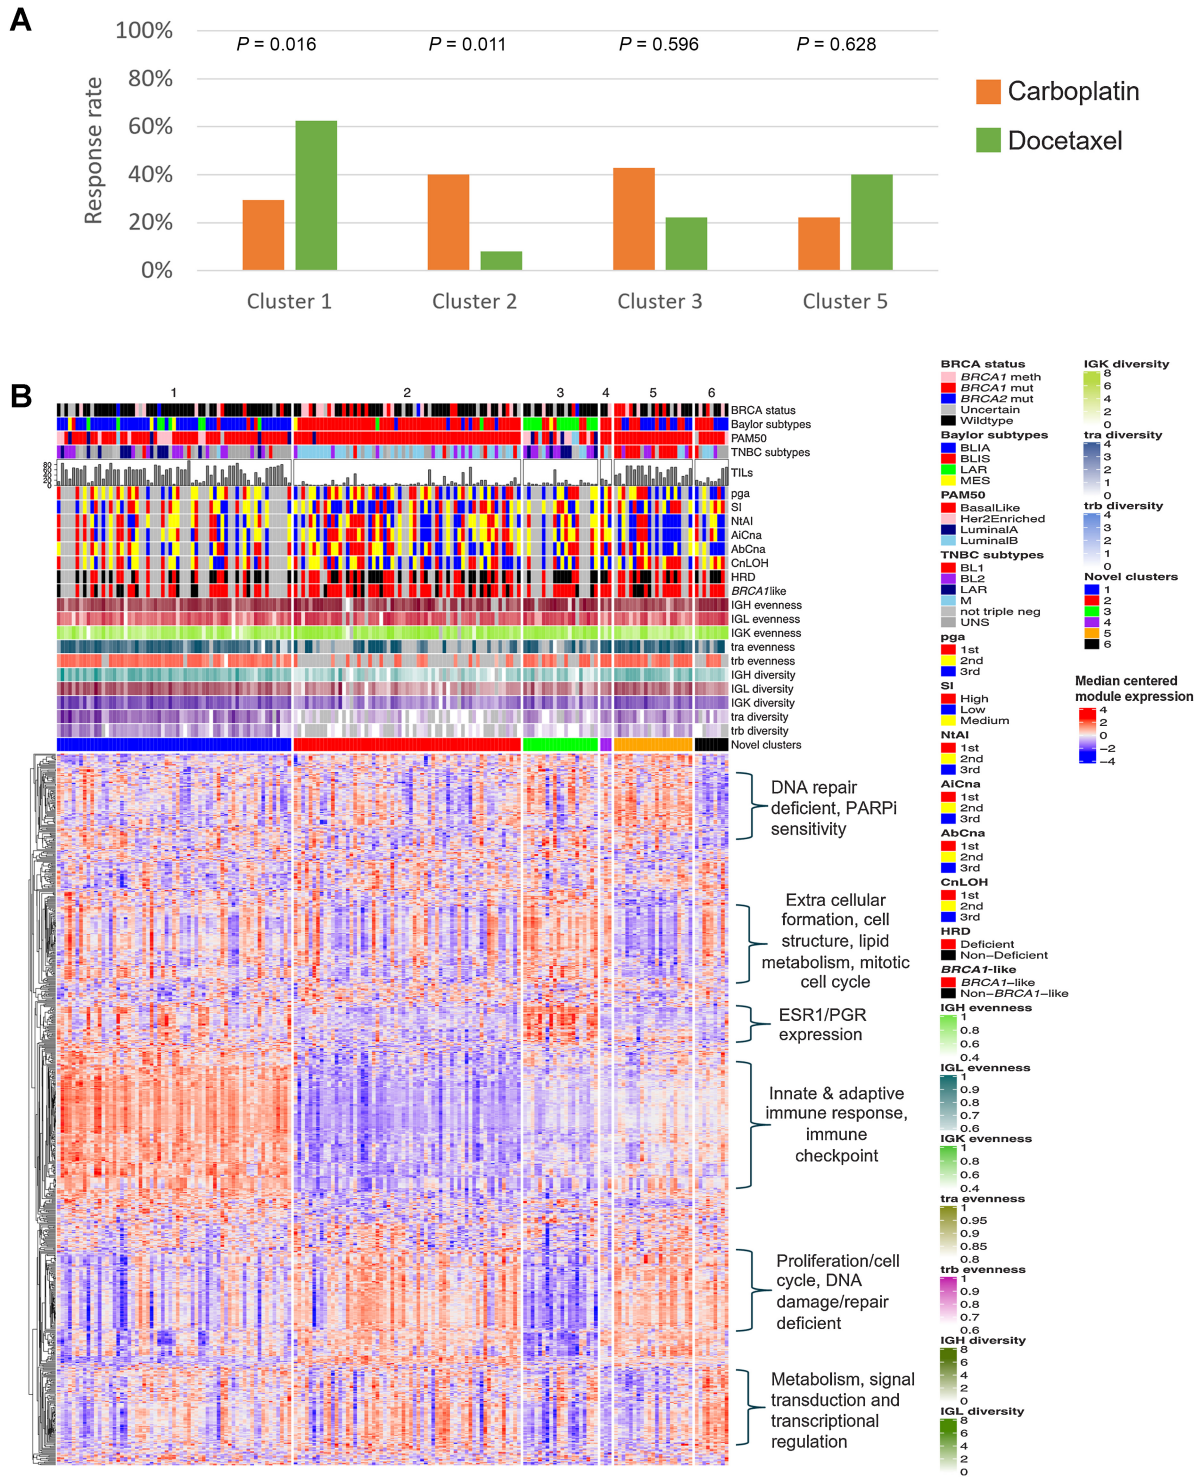 A
100%
80%
60%
40%
20%
0%
Response rate
P = 0.016
P = 0.011
P = 0.596
P = 0.628
Cluster 1
Cluster 2
Cluster 3
Cluster 5
Carboplatin
Docetaxel
B
1
2
3
4
5
6
BRCA status
Baylor subtypes
PAM50
TNBC subtypes
TILs
pga
SI
NtAI
AiCna
AbCna
CnLOH
HRD
BRCA1like
IGH evenness
IGL evenness
IGK evenness
tra evenness
trb evenness
IGH diversity
IGL diversity
IGK diversity
tra diversity
trb diversity
Novel clusters
DNA repair
deficient, PARPi
sensitivity
Extra cellular
formation, cell
structure, lipid
metabolism, mitotic
cell cycle
ESR1/PGR
expression
Innate & adaptive
immune response,
immune
checkpoint
Proliferation/cell
cycle, DNA
damage/repair
deficient
Metabolism, signal
transduction and
transcriptional
regulation
BRCA status
BRCA1 meth
BRCA1 mut
BRCA2 mut
Uncertain
Wildtype
Baylor subtypes
BLIA
BLIS
LAR
MES
PAM50
BasalLike
Her2Enriched
LuminalA
LuminalB
TNBC subtypes
BL1
BL2
LAR
M
not triple neg
UNS
pga
1st
2nd
3rd
SI
High
Low
Medium
NtAI
1st
2nd
3rd
AiCna
1st
2nd
3rd
AbCna
1st
2nd
3rd
CnLOH
1st
2nd
3rd
HRD
Deficient
Non−Deficient
BRCA1-like
BRCA1−like
Non−BRCA1−like
IGH evenness
1
0.8
0.6
0.4
IGL evenness
1
0.9
0.8
0.7
0.6
IGK evenness
1
0.8
0.6
0.4
tra evenness
1
0.95
0.9
0.85
0.8
trb evenness
1
0.9
0.8
0.7
0.6
IGH diversity
8
6
4
2
0
IGL diversity
8
6
4
2
0
IGK diversity
8
6
4
2
0
tra diversity
4
3
2
1
0
trb diversity
4
3
2
1
0
Novel clusters
1
2
3
4
5
6
Median centered
module expression
4
2
0
−2
−4